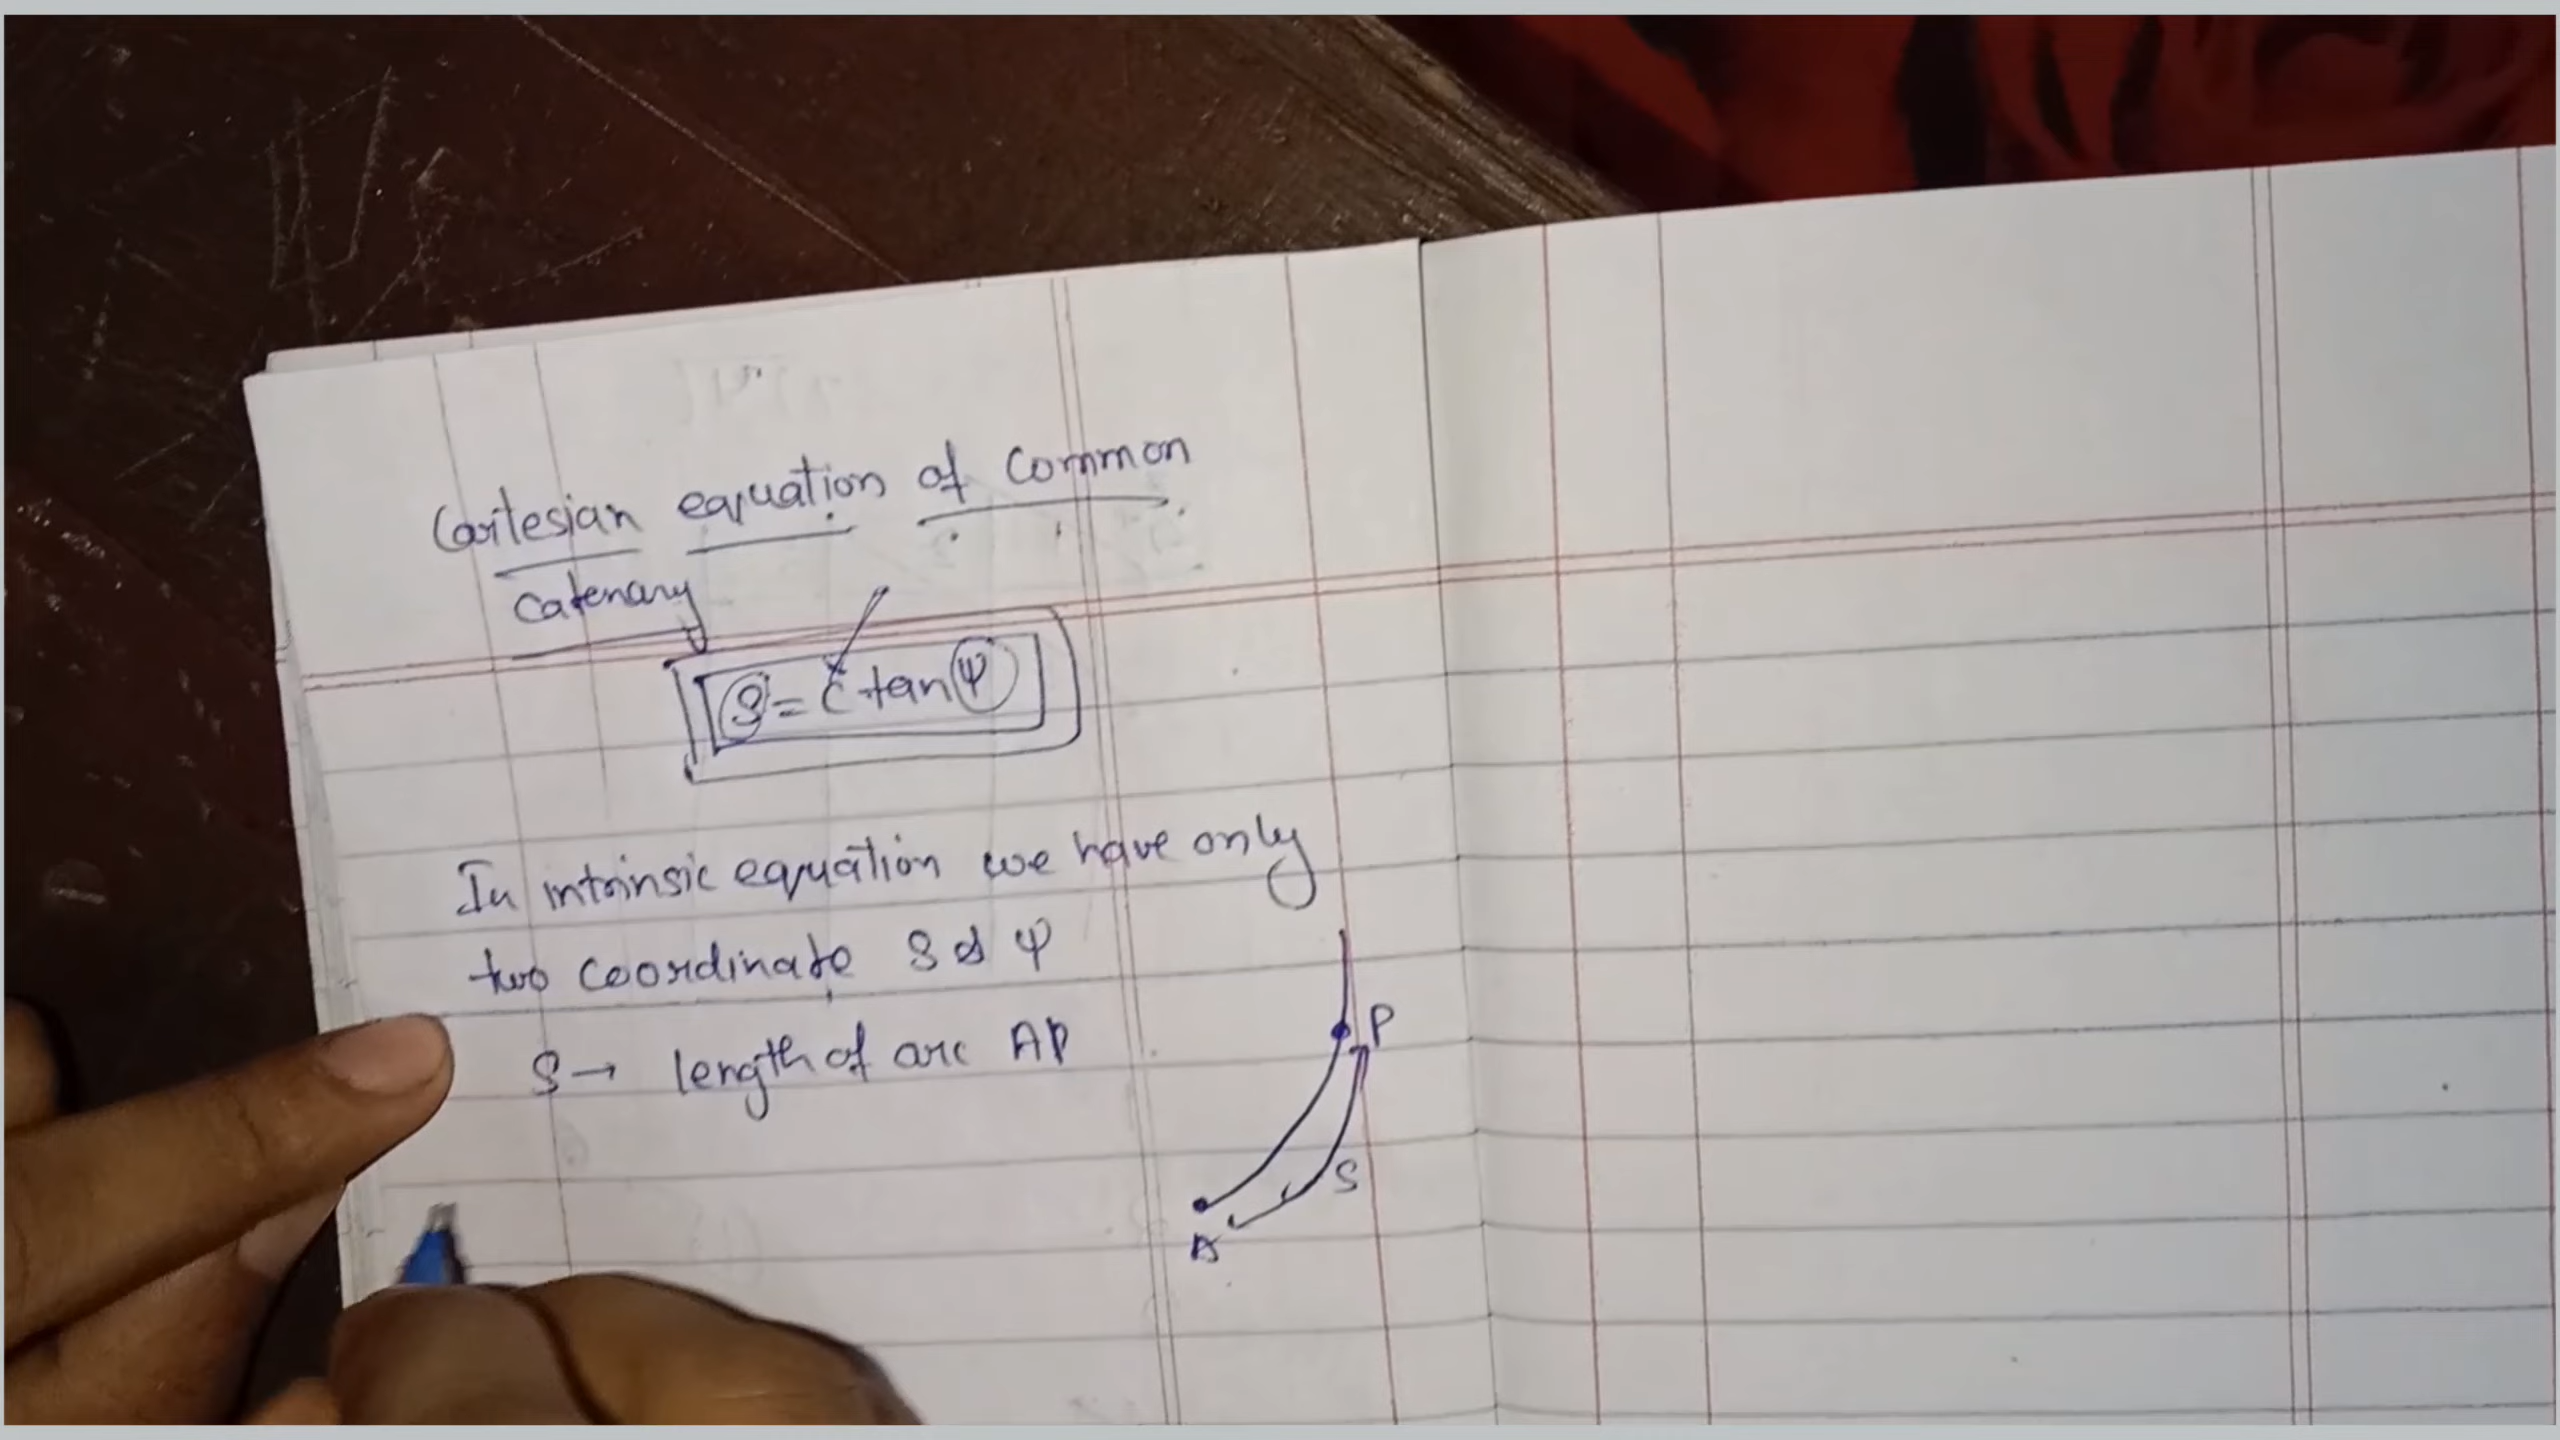 Cartesian equation of Common
Catenary
S = c tan ψ
In intrinsic equation we have only
two coordinate S & ψ
S → length of arc AP
P
S
A